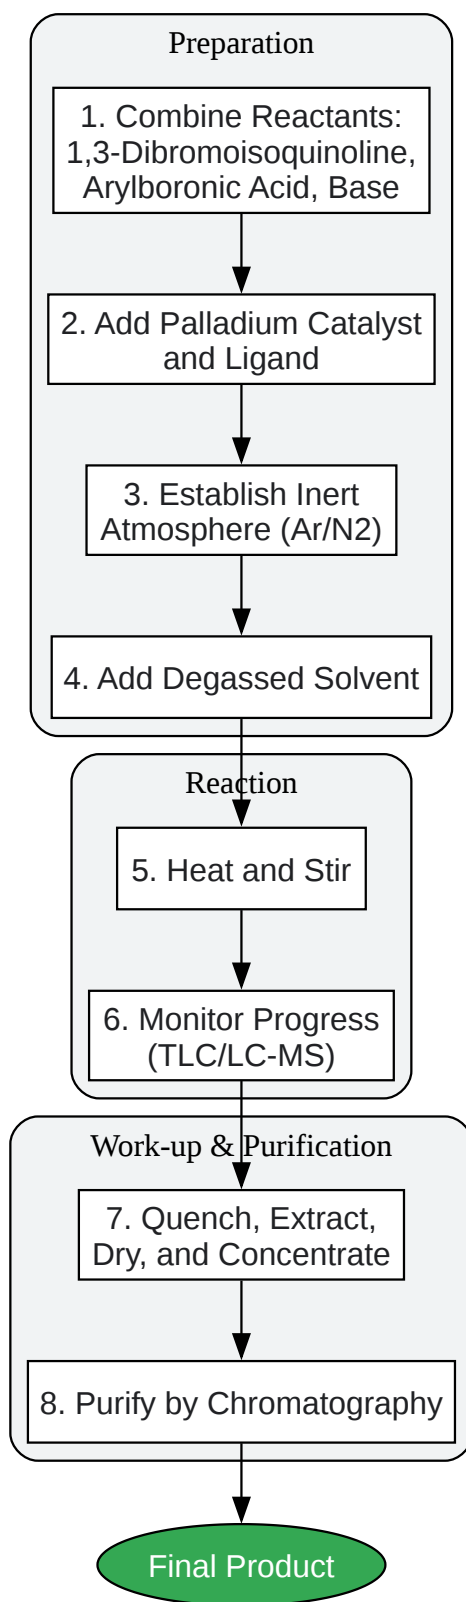 Preparation
1. Combine Reactants:
1,3-Dibromoisoquinoline,
Arylboronic Acid, Base
2. Add Palladium Catalyst
and Ligand
3. Establish Inert
Atmosphere (Ar/N2)
4. Add Degassed Solvent
Reaction
5. Heat and Stir
6. Monitor Progress
(TLC/LC-MS)
Work-up & Purification
7. Quench, Extract,
Dry, and Concentrate
8. Purify by Chromatography
Final Product